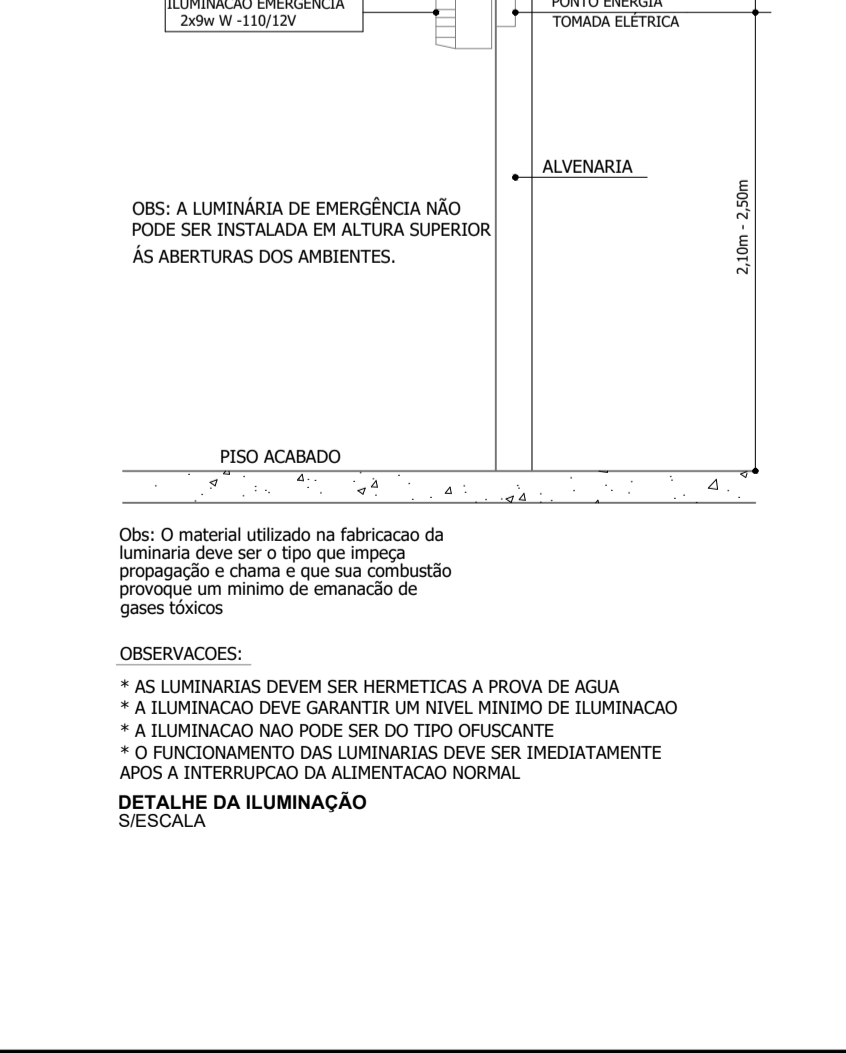 ILUMINACAO EMERGENCIA
2x9w W -110/12V
PONTO ENERGIA
TOMADA ELÉTRICA
ALVENARIA
2,10m - 2,50m
OBS: A LUMINÁRIA DE EMERGÊNCIA NÃO
PODE SER INSTALADA EM ALTURA SUPERIOR
ÁS ABERTURAS DOS AMBIENTES.
PISO ACABADO
Obs: O material utilizado na fabricacao da
luminaria deve ser o tipo que impeça
propagação e chama e que sua combustão
provoque um minimo de emanacão de
gases tóxicos
OBSERVACOES:
* AS LUMINARIAS DEVEM SER HERMETICAS A PROVA DE AGUA
* A ILUMINACAO DEVE GARANTIR UM NIVEL MINIMO DE ILUMINACAO
* A ILUMINACAO NAO PODE SER DO TIPO OFUSCANTE
* O FUNCIONAMENTO DAS LUMINARIAS DEVE SER IMEDIATAMENTE
APOS A INTERRUPCAO DA ALIMENTACAO NORMAL
DETALHE DA ILUMINAÇÃO
S/ESCALA